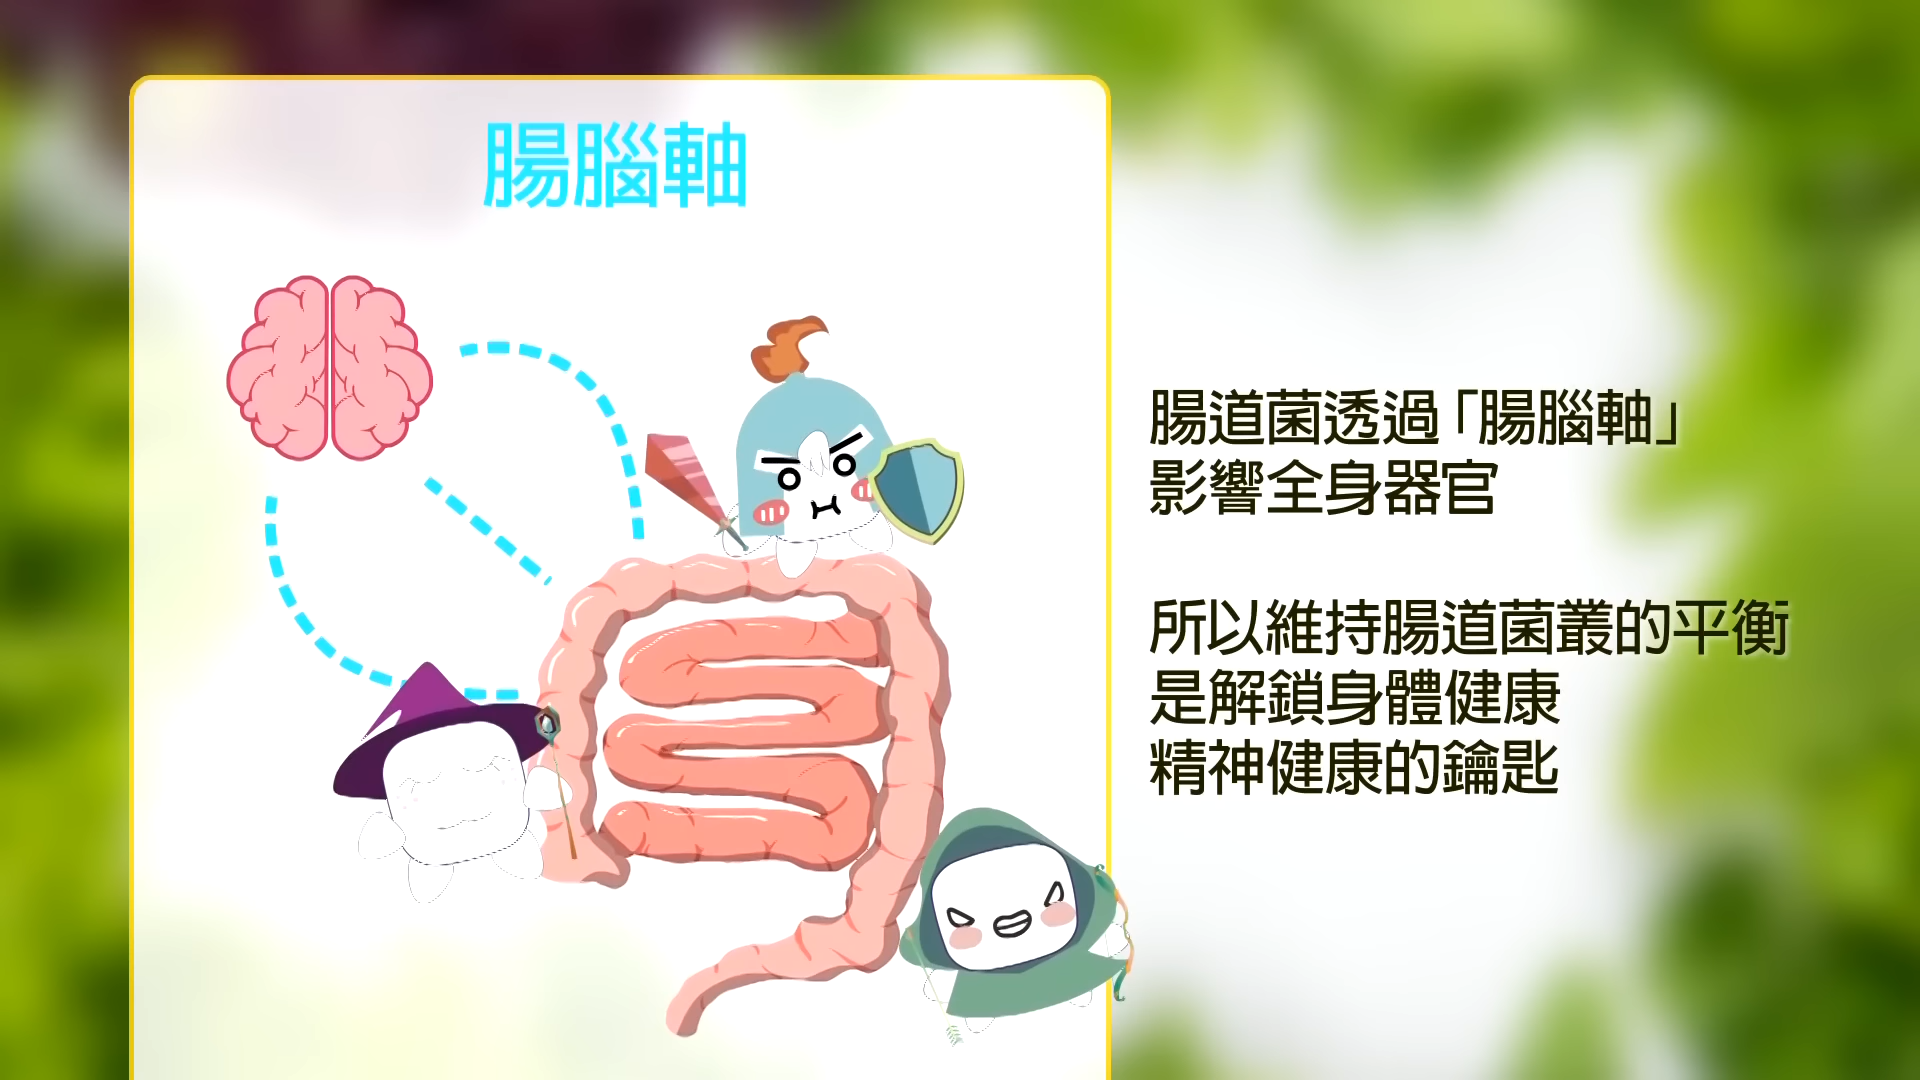 腸腦軸
腸道菌透過「腸腦軸」
影響全身器官
所以維持腸道菌叢的平衡
是解鎖身體健康
精神健康的鑰匙